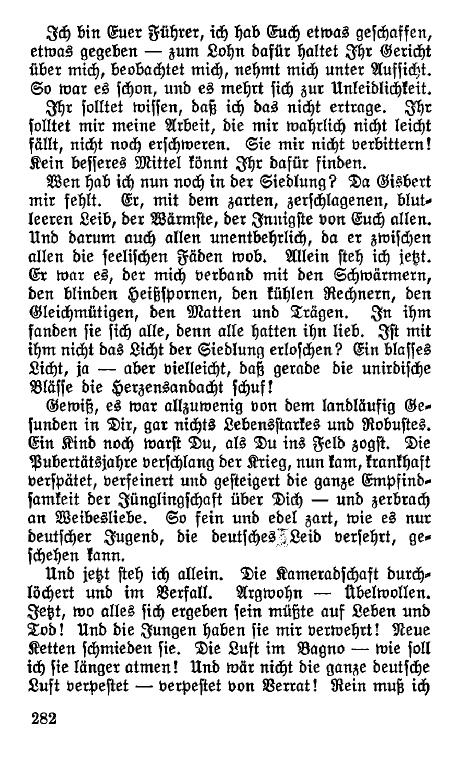 Ich bin Euer Führer, ich hab Euch etwas geschaffen,
etwas gegeben — zum Lohn dafür haltet Ihr Gericht
über mich, beobachtet mich, nehmt mich unter Aufsicht.
So war es schon, und es mehrt sich zur Unleidlichkeit.
Ihr solltet wissen, daß ich das nicht ertrage. Ihr
solltet mir meine Arbeit, die mir wahrlich nicht leicht
fällt, nicht noch erschweren. Sie mir nicht verbittern!
Kein besseres Mittel könnt Ihr dafür finden.
Wen hab ich nun noch in der Siedlung? Da Gisbert
mir fehlt. Er, mit dem zarten, zerschlagenen, blut-
leeren Leib, der Wärmste, der Innigste von Euch allen.
Und darum auch allen unentbehrlich, da er zwischen
allen die seelischen Fäden wob. Allein steh ich jetzt.
Er war es, der mich verband mit den Schwärmern,
den blinden Heißspornen, den kühlen Rechnern, den
Gleichmütigen, den Matten und Trägen. In ihm
fanden sie sich alle, denn alle hatten ihn lieb. Ist mit
ihm nicht das Licht der Siedlung erloschen? Ein blasses
Licht, ja — aber vielleicht, daß gerade die unirdische
Blässe die Herzensandacht schuf!
Gewiß, es war allzuwenig von dem landläufig Ge-
sunden in Dir, gar nichts Lebensstarkes und Robustes.
Ein Kind noch warst Du, als Du ins Feld zogst. Die
Pubertätsjahre verschlang der Krieg, nun kam, krankhaft
verspätet, verfeinert und gesteigert die ganze Empfind-
samkeit der Jünglingschaft über Dich — und zerbrach
an Weibesliebe. So fein und edel zart, wie es nur
deutscher Jugend, die deutsches Leid versehrt, ge-
schehen kann.
Und jetzt steh ich allein. Die Kameradschaft durch-
löchert und im Verfall. Argwohn — Übelwollen.
Jetzt, wo alles sich ergeben sein müßte auf Leben und
Tod! Und die Jungen haben sie mir verwehrt! Neue
Ketten schmieden sie. Die Luft im Bagno — wie soll
ich sie länger atmen! Und wär nicht die ganze deutsche
Luft verpestet — verpestet von Verrat! Rein muß ich
282